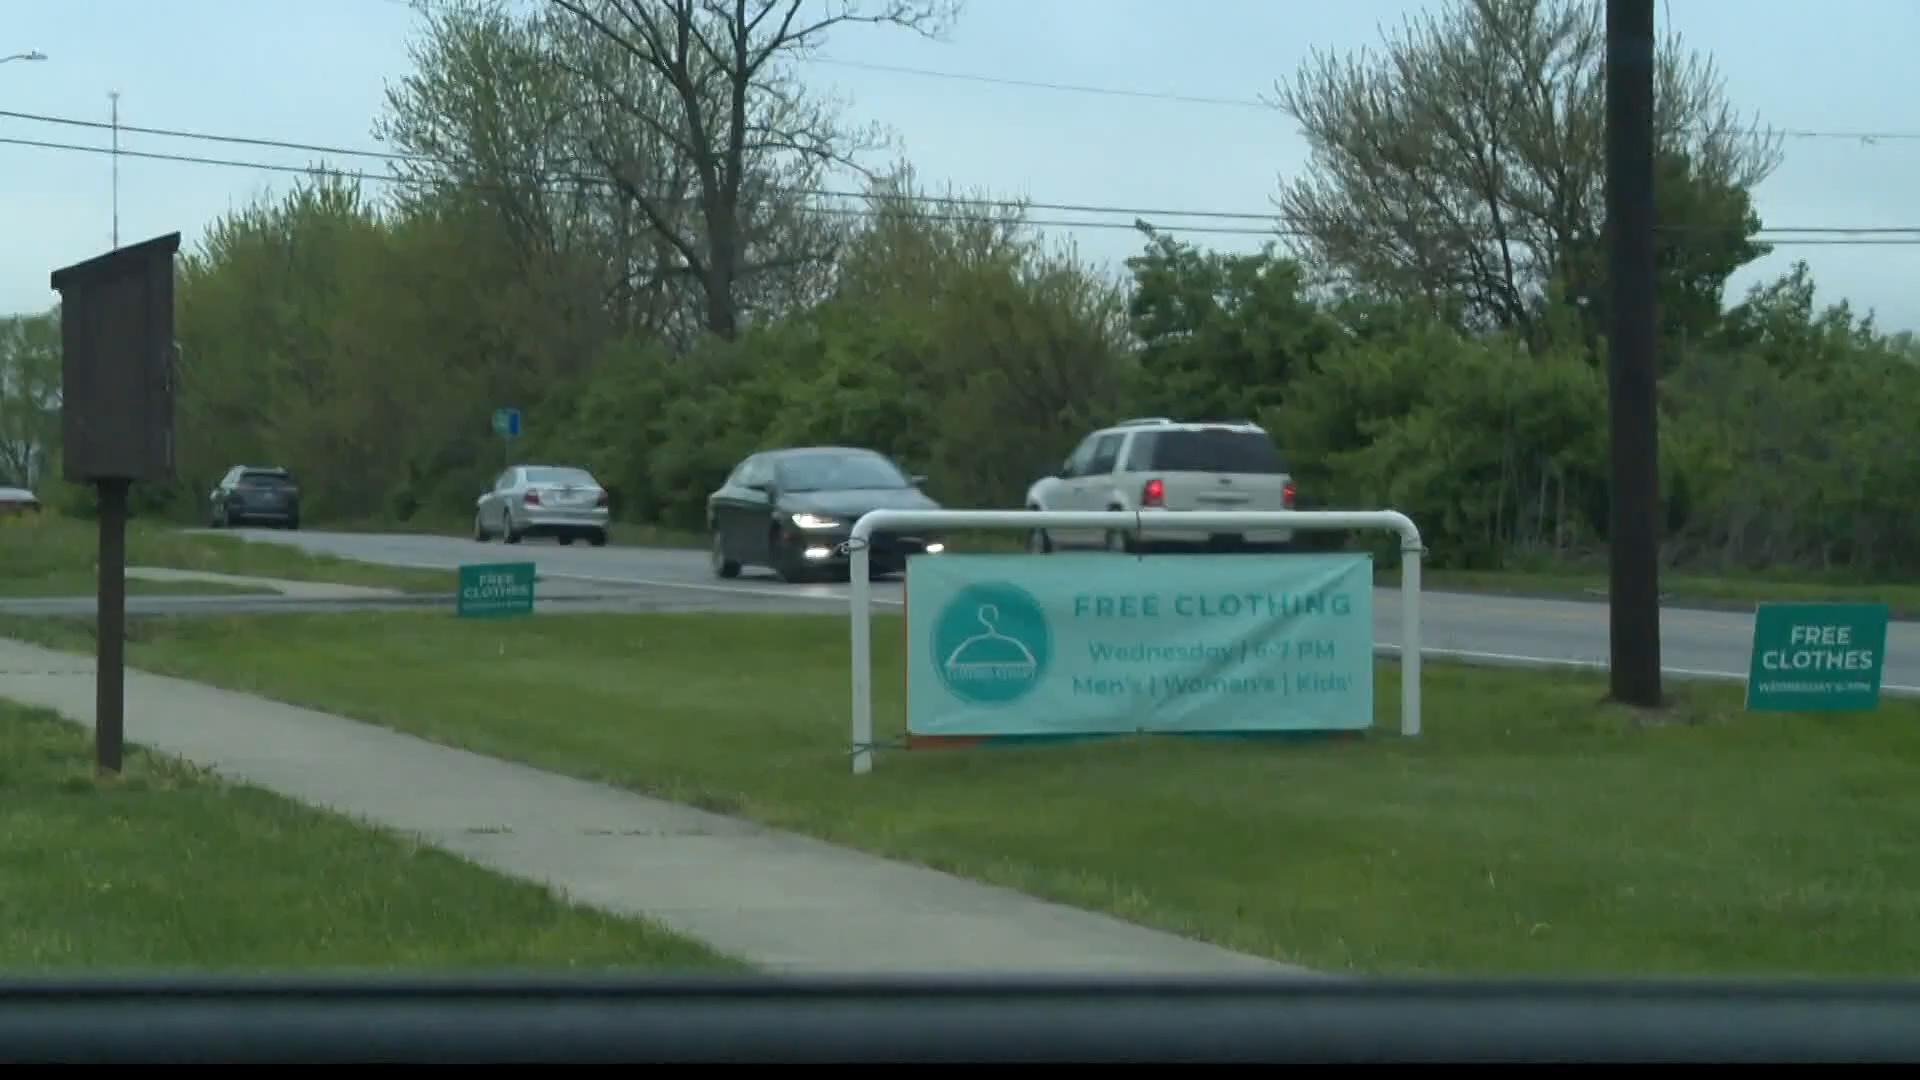 FREE
CLOTHES
FREE CLOTHING
Wednesday | 6-7 PM
Men's | Women's | Kids'
FREE
CLOTHES